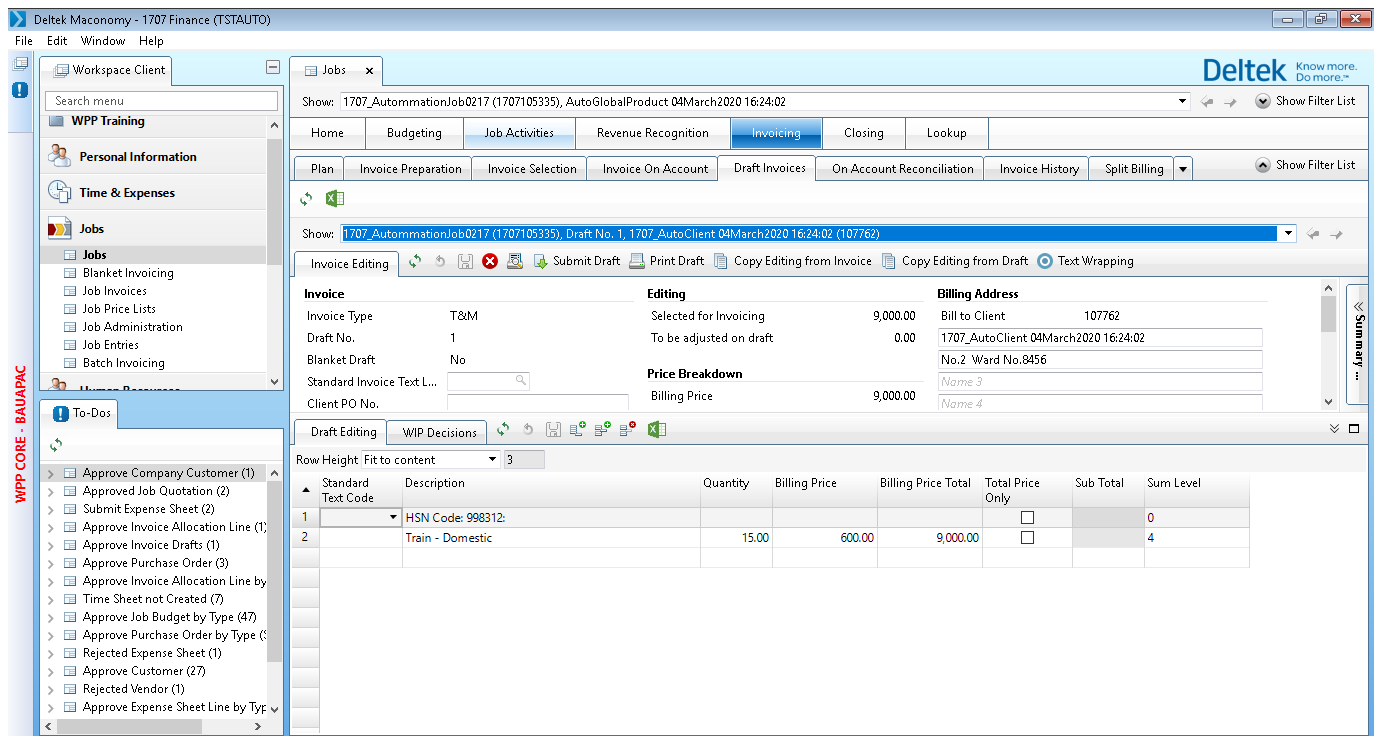 Deltek Maconomy - 1707 Finance (TSTAUTO)
File Edit Window Help
WPP CORE - BAUAPAC
Workspace Client
Search menu
WPP Training
Personal Information
Time & Expenses
Jobs
Jobs
Blanket Invoicing
Job Invoices
Job Price Lists
Job Administration
Job Entries
Batch Invoicing
Human Resources
To-Dos
Approve Company Customer (1)
Approved Job Quotation (2)
Submit Expense Sheet (2)
Approve Invoice Allocation Line (1)
Approve Invoice Drafts (1)
Approve Purchase Order (3)
Approve Invoice Allocation Line by
Time Sheet not Created (7)
Approve Job Budget by Type (47)
Approve Purchase Order by Type (
Rejected Expense Sheet (1)
Approve Customer (27)
Rejected Vendor (1)
Approve Expense Sheet Line by Typ
Jobs
Deltek Know more.
Do more.™
Show: 1707_AutommationJob0217 (1707105335), AutoGlobalProduct 04March2020 16:24:02
Show Filter List
Home Budgeting Job Activities Revenue Recognition Invoicing Closing Lookup
Plan Invoice Preparation Invoice Selection Invoice On Account Draft Invoices On Account Reconciliation Invoice History Split Billing
Show Filter List
Show: 1707_AutommationJob0217 (1707105335), Draft No. 1, 1707_AutoClient 04March2020 16:24:02 (107762)
Invoice Editing Submit Draft Print Draft Copy Editing from Invoice Copy Editing from Draft Text Wrapping
Invoice Editing Billing Address
Invoice Type T&M Selected for Invoicing 9,000.00 Bill to Client 107762
Draft No. 1 To be adjusted on draft 0.00 1707_AutoClient 04March2020 16:24:02
Blanket Draft No No.2 Ward No.8456
Standard Invoice Text L... Price Breakdown Name 3
Client PO No. Billing Price 9,000.00 Name 4
Summary ...
Draft Editing WIP Decisions
Row Height Fit to content 3
Standard Text Code Description Quantity Billing Price Billing Price Total Total Price Only Sub Total Sum Level
1 HSN Code: 998312: 0
2 Train - Domestic 15.00 600.00 9,000.00 4